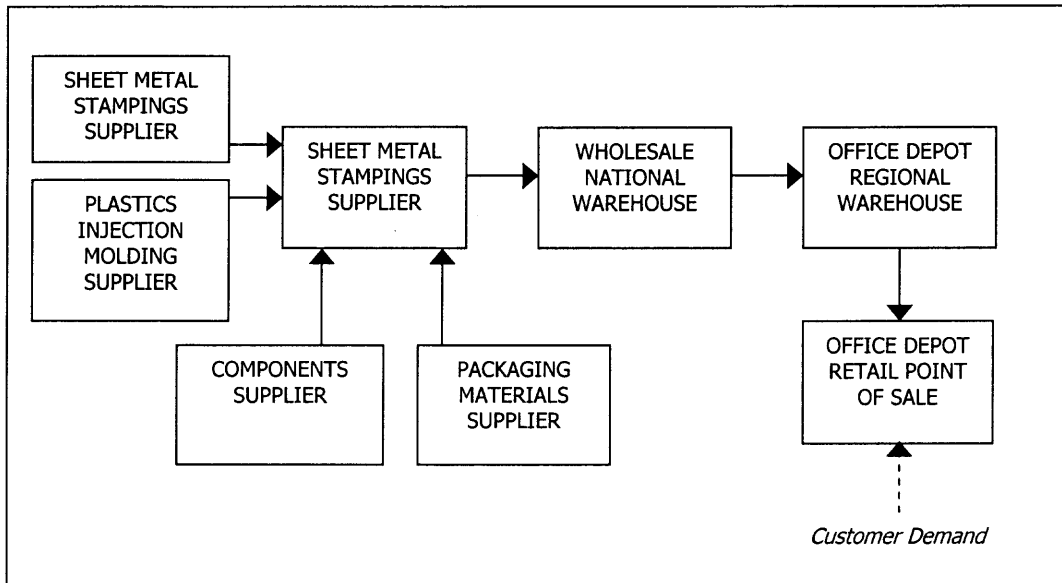 SHEET METAL
STAMPINGS
SUPPLIER
PLASTICS
INJECTION
MOLDING
SUPPLIER
SHEET METAL
STAMPINGS
SUPPLIER
COMPONENTS
SUPPLIER
PACKAGING
MATERIALS
SUPPLIER
WHOLESALE
NATIONAL
WAREHOUSE
OFFICE DEPOT
REGIONAL
WAREHOUSE
OFFICE DEPOT
RETAIL POINT
OF SALE
Customer Demand